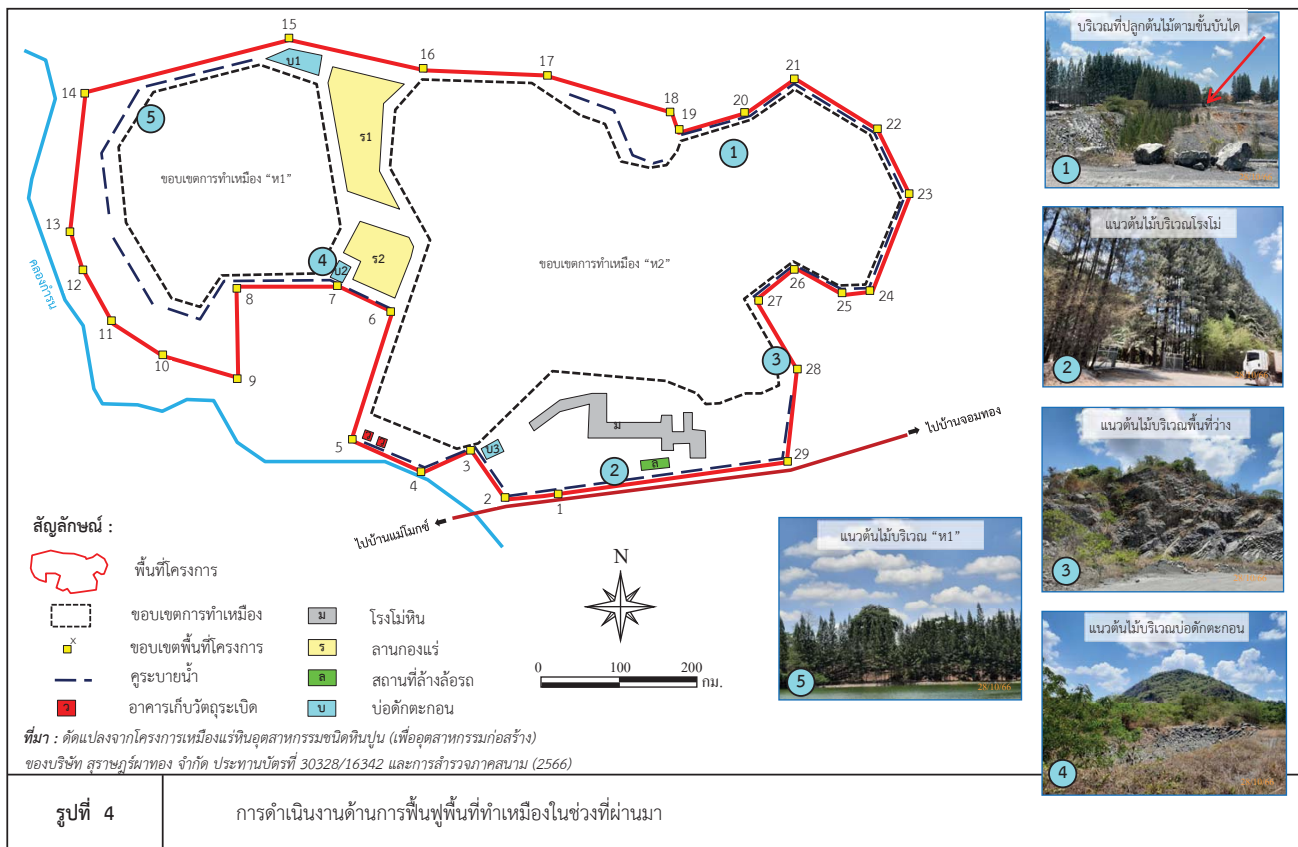 15
16
17
21
14
18
19
20
22
23
บ1
5
ร1
1
ขอบเขตการทำเหมือง "ห1"
13
12
คลองกำรน
4
บ2
ร2
ขอบเขตการทำเหมือง "ห2"
26
8
7
6
27
25
24
11
10
9
3
28
5
ว
ว
ม
ไปบ้านจอมทอง
3
บ3
4
2
ล
29
2
1
ไปบ้านแม่โมกข์
สัญลักษณ์ :
พื้นที่โครงการ
ขอบเขตการทำเหมือง
x
ขอบเขตพื้นที่โครงการ
คูระบายน้ำ
ว
อาคารเก็บวัตถุระเบิด
ม
โรงโม่หิน
ร
ลานกองแร่
ล
สถานที่ล้างล้อรถ
บ
บ่อดักตะกอน
N
0 100 200
กม.
บริเวณที่ปลูกต้นไม้ตามขั้นบันได
1
แนวต้นไม้บริเวณโรงโม่
2
แนวต้นไม้บริเวณพื้นที่ว่าง
3
แนวต้นไม้บริเวณบ่อดักตะกอน
4
แนวต้นไม้บริเวณ "ห1"
5
28/10/66
ที่มา : ดัดแปลงจากโครงการเหมืองแร่หินอุตสาหกรรมชนิดหินปูน (เพื่ออุตสาหกรรมก่อสร้าง)
ของบริษัท สุราษฎร์ผาทอง จำกัด ประทานบัตรที่ 30328/16342 และการสำรวจภาคสนาม (2566)
รูปที่ 4
การดำเนินงานด้านการฟื้นฟูพื้นที่ทำเหมืองในช่วงที่ผ่านมา